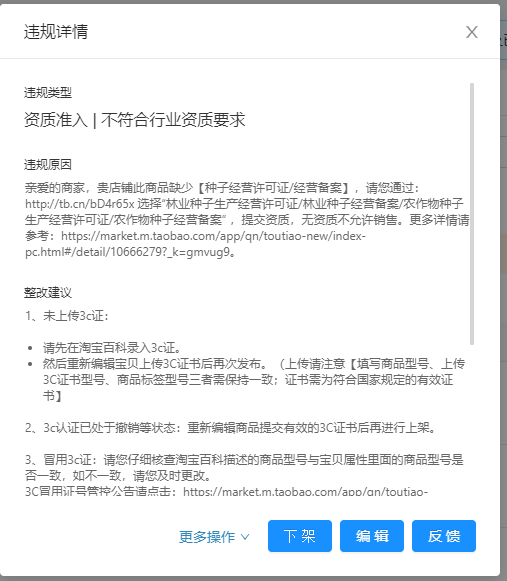 违规详情
违规类型
资质准入 | 不符合行业资质要求
违规原因
亲爱的商家，贵店铺此商品缺少【种子经营许可证/经营备案】，请您通过：
http://tb.cn/bD4r65x 选择"林业种子生产经营许可证/林业种子经营备案/农作物种子
生产经营许可证/农作物种子经营备案"，提交资质，无资质不允许销售。更多详情请
参考：https://market.m.taobao.com/app/qn/toutiao-new/index-
pc.html#/detail/10666279?_k=gmvug9。
整改建议
1、未上传3c证：
• 请先在淘宝百科录入3c证。
• 然后重新编辑宝贝上传3C证书后再次发布。（上传请注意【填写商品型号、上传
3C证书型号、商品标签型号三者需保持一致；证书需为符合国家规定的有效证
书】
2、3c认证已处于撤销等状态：重新编辑商品提交有效的3C证书后再进行上架。
3、冒用3c证：请您仔细核查淘宝百科描述的商品型号与宝贝属性里面的商品型号是
否一致，如不一致，请您及时更改。
3C冒用证号管控公告请点击：https://market.m.taobao.com/app/qn/toutiao-
更多操作
下架
编辑
反馈